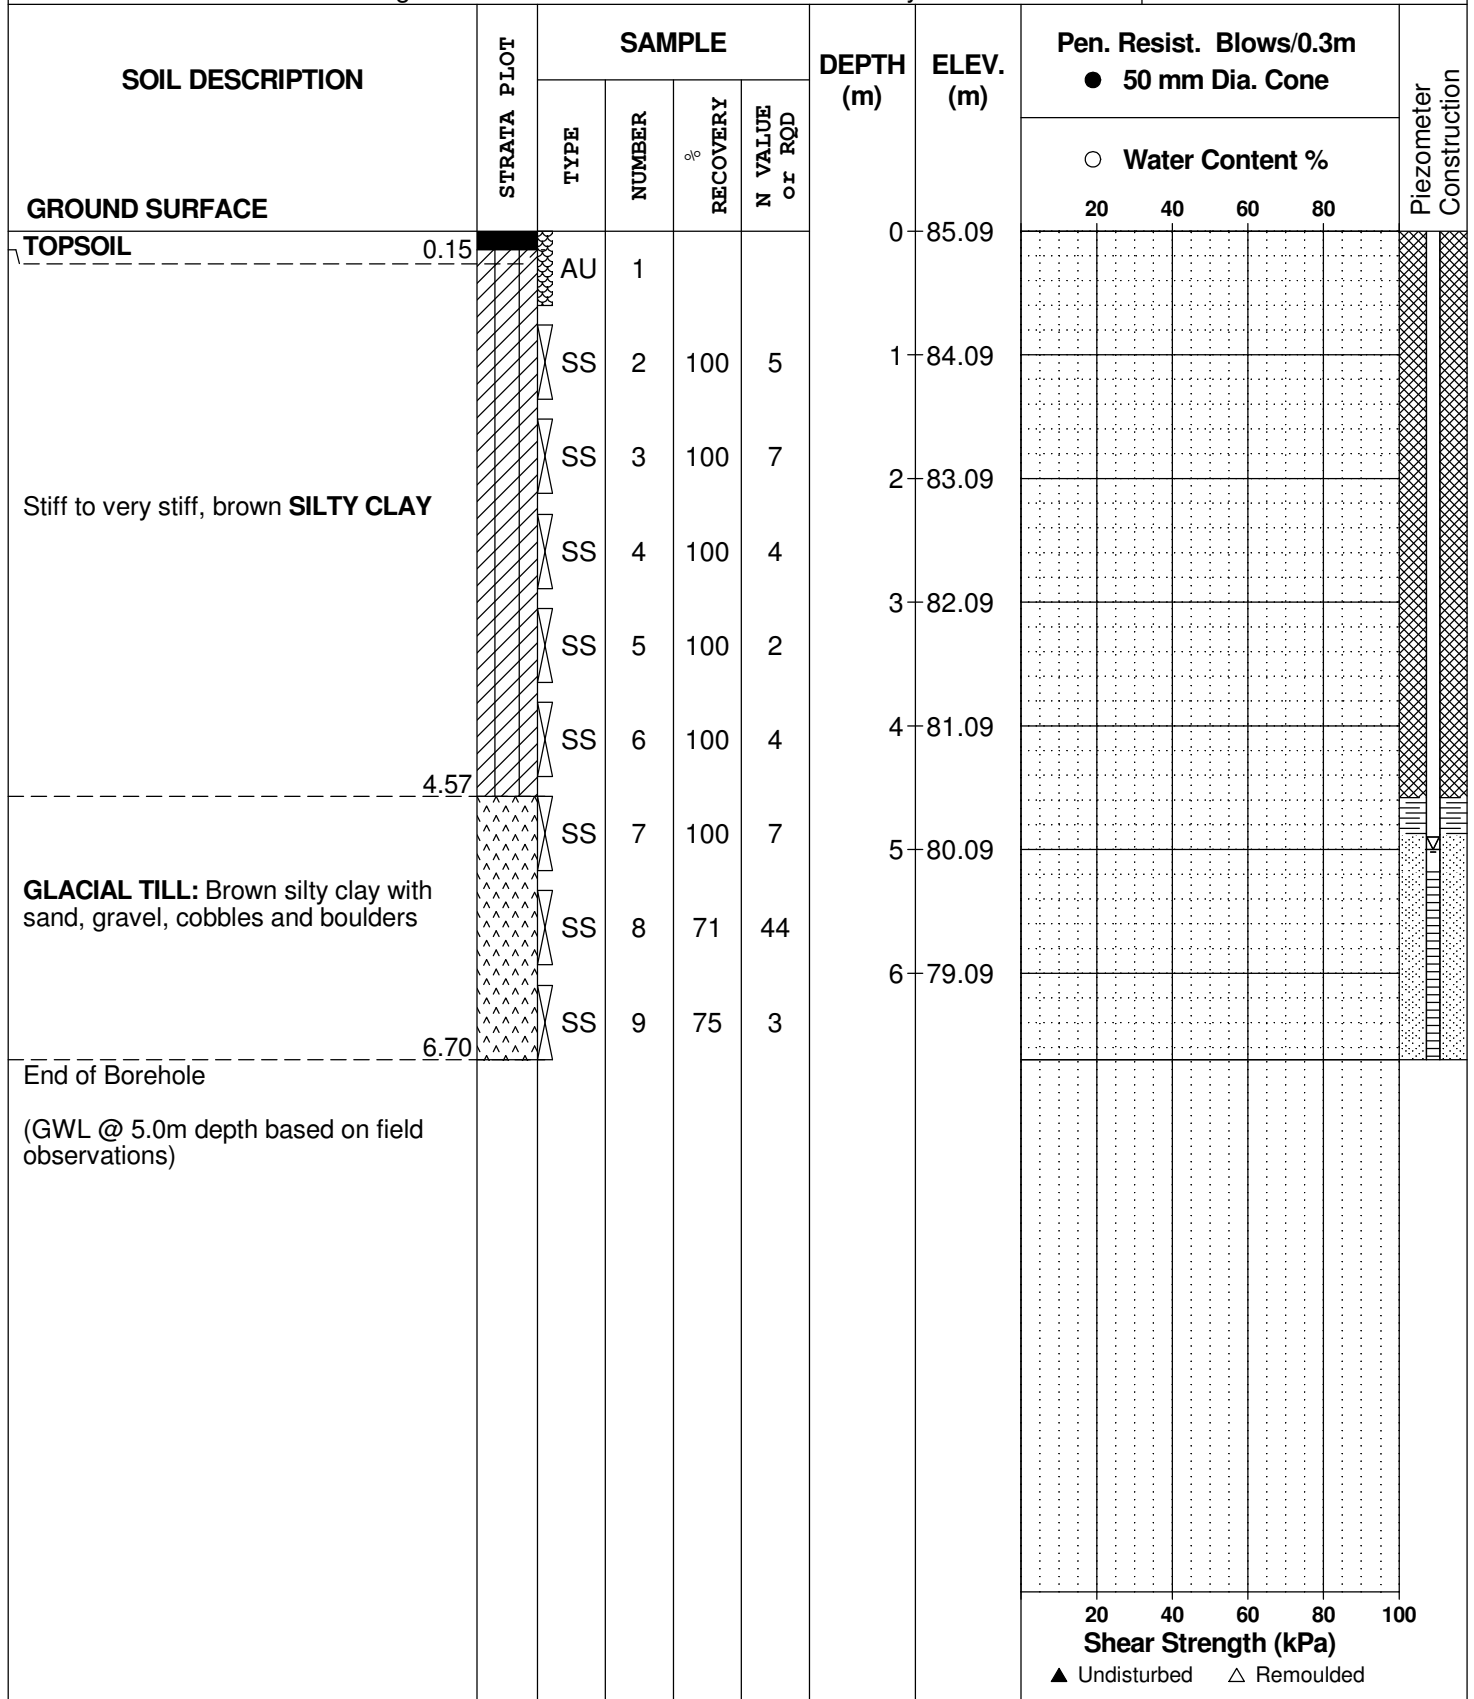 SOIL DESCRIPTION
GROUND SURFACE
STRATA PLOT
SAMPLE
TYPE
NUMBER
% RECOVERY
N VALUE or RQD
DEPTH (m)
ELEV. (m)
Pen. Resist. Blows/0.3m
● 50 mm Dia. Cone
○ Water Content %
20 40 60 80
Piezometer Construction
TOPSOIL 0.15
0 85.09
AU 1
SS 2 100 5
1 84.09
SS 3 100 7
2 83.09
Stiff to very stiff, brown SILTY CLAY
SS 4 100 4
3 82.09
SS 5 100 2
4 81.09
SS 6 100 4
4.57
SS 7 100 7
5 80.09
GLACIAL TILL: Brown silty clay with
sand, gravel, cobbles and boulders
SS 8 71 44
6 79.09
SS 9 75 3
6.70
End of Borehole
(GWL @ 5.0m depth based on field
observations)
20 40 60 80 100
Shear Strength (kPa)
▲ Undisturbed △ Remoulded